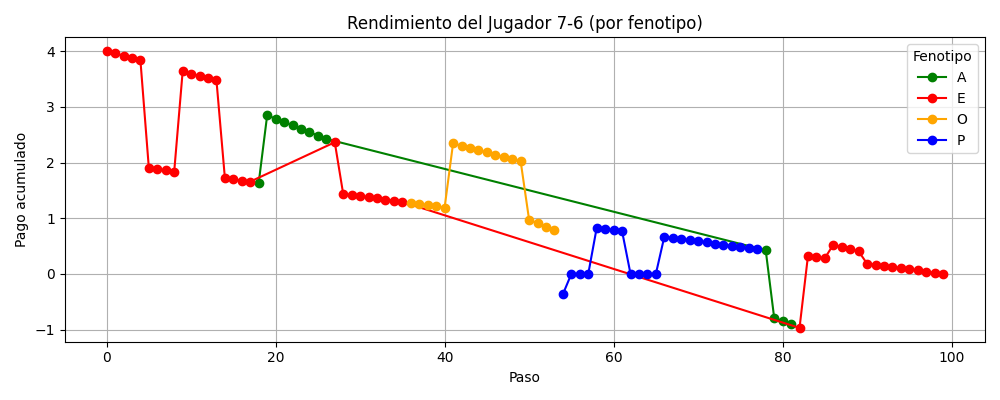 Rendimiento del Jugador 7-6 (por fenotipo)
Pago acumulado
4
3
2
1
0
−1
Fenotipo
A
E
O
P
0 20 40 60 80 100
Paso